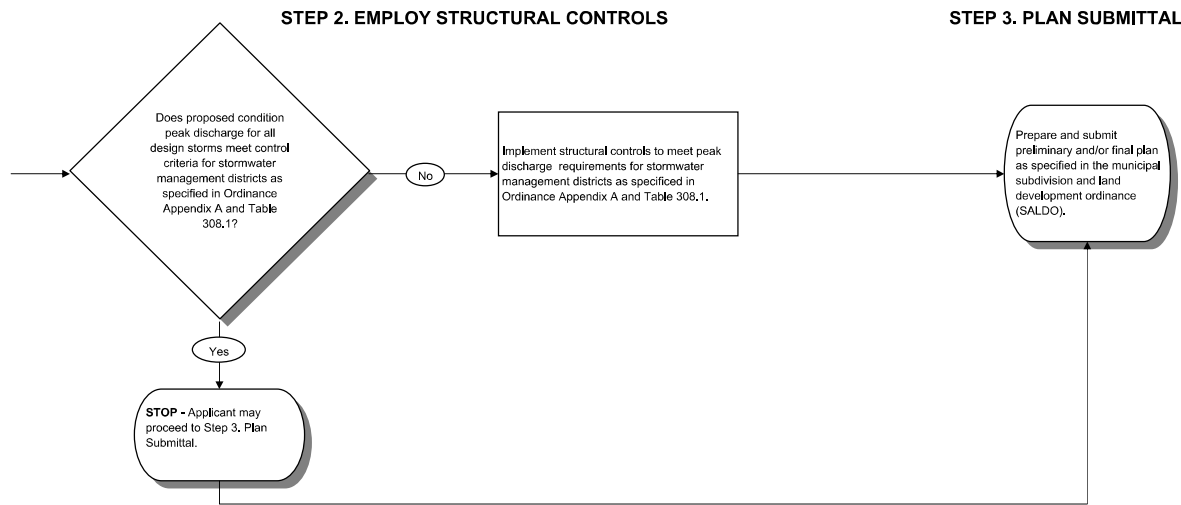 STEP 2. EMPLOY STRUCTURAL CONTROLS
STEP 3. PLAN SUBMITTAL
Does proposed condition
peak discharge for all
design storms meet control
criteria for stormwater
management districts as
specified in Ordinance
Appendix A and Table
308.1?
No
Implement structural controls to meet peak
discharge requirements for stormwater
management districts as specificed in
Ordinance Appendix A and Table 308.1.
Prepare and submit
preliminary and/or final plan
as specified in the municipal
subdivision and land
development ordinance
(SALDO).
Yes
STOP - Applicant may
proceed to Step 3. Plan
Submittal.